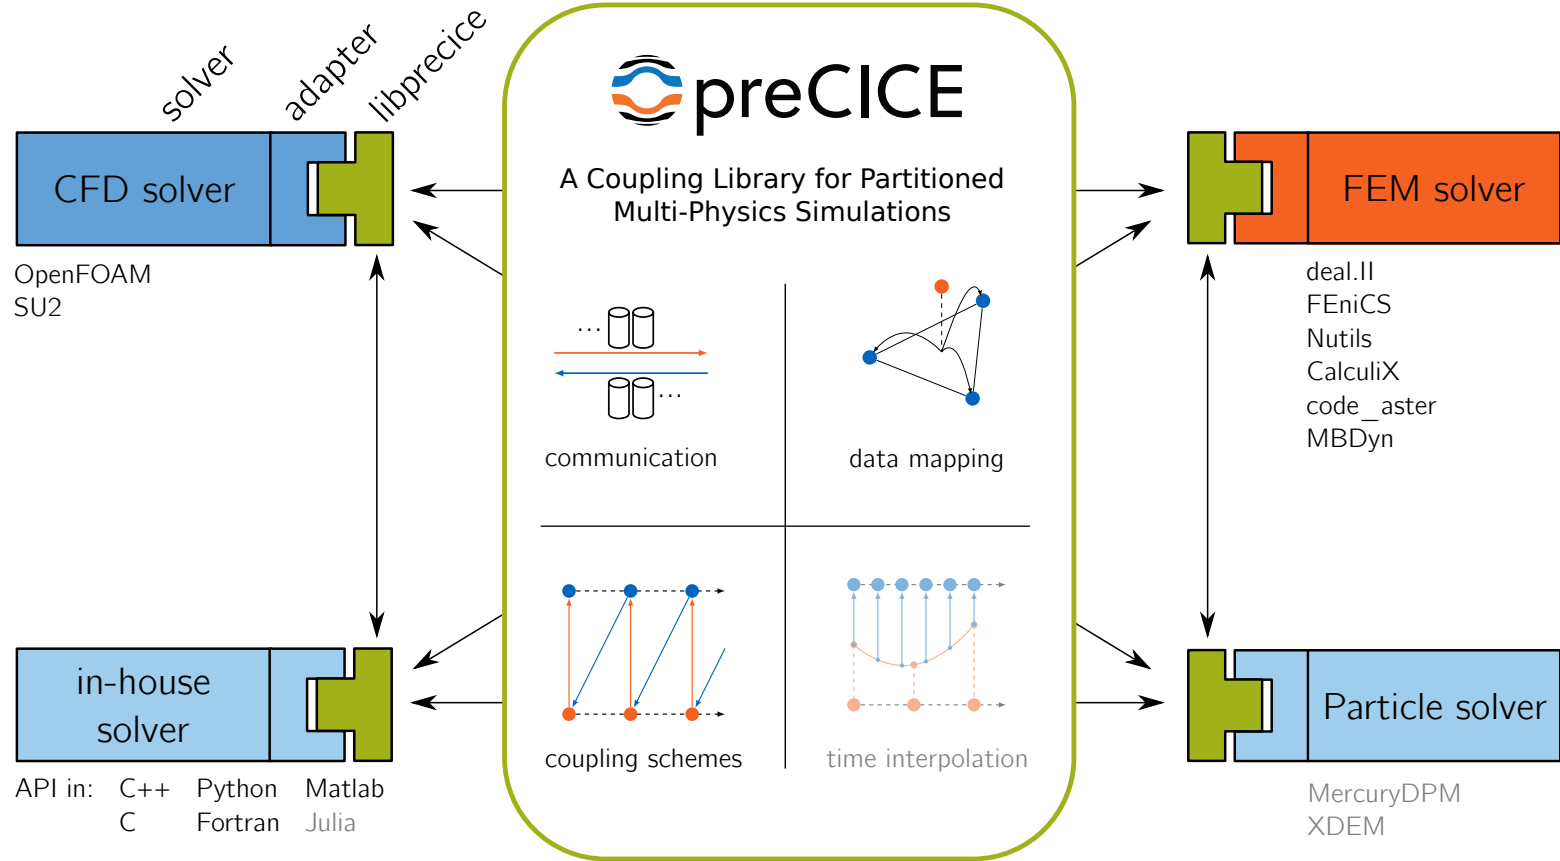 solver
adapter
libprecice
CFD solver
OpenFOAM
SU2
preCICE
A Coupling Library for Partitioned
Multi-Physics Simulations
...
...
communication
data mapping
coupling schemes
time interpolation
FEM solver
deal.II
FEniCS
Nutils
CalculiX
code_aster
MBDyn
in-house
solver
API in: C++ Python Matlab
C Fortran Julia
Particle solver
MercuryDPM
XDEM